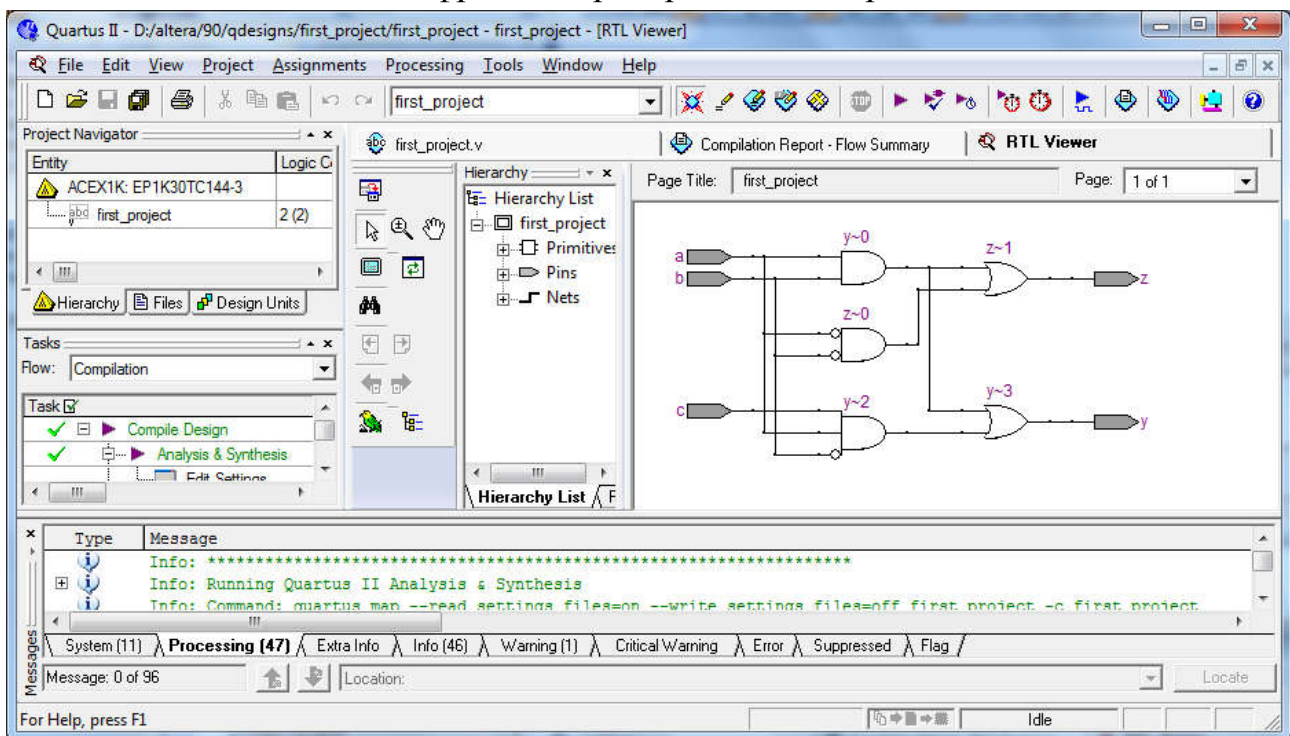 Quartus II - D:/altera/90/qdesigns/first_project/first_project - first_project - [RTL Viewer]
File Edit View Project Assignments Processing Tools Window Help
first_project
STOP
Project Navigator
Entity
Logic C
ACEX1K: EP1K30TC144-3
abd first_project
2 (2)
Hierarchy Files Design Units
Tasks
Flow: Compilation
Task
Compile Design
Analysis & Synthesis
Edit Settings
abc first_project.v
Compilation Report - Flow Summary
RTL Viewer
Hierarchy
Hierarchy List
first_project
Primitives
Pins
Nets
Hierarchy List F
Page Title: first_project
Page: 1 of 1
y~0
z~1
a
b
z
z~0
c
y~2
y~3
y
Type Message
Info: *******************************************************************
Info: Running Quartus II Analysis & Synthesis
Info: Command: quartus_map --read_settings_files=on --write_settings_files=off first_project -c first_project
Messages
System (11) Processing (47) Extra Info Info (46) Warning (1) Critical Warning Error Suppressed Flag
Message: 0 of 96
Location:
Locate
For Help, press F1
Idle